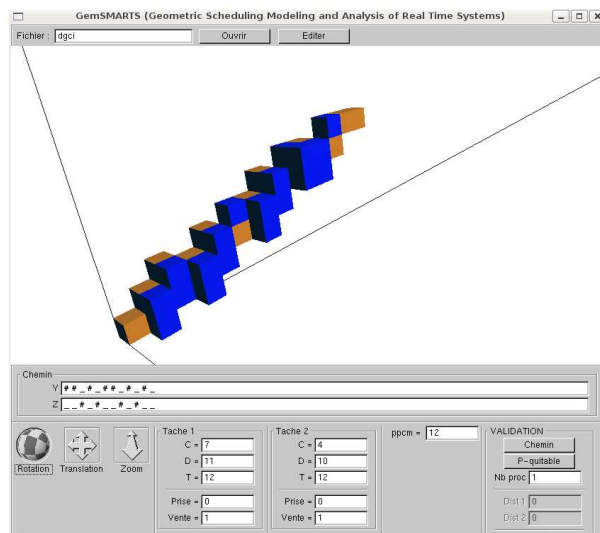 GemSMARTS (Geometric Scheduling Modeling and Analysis of Real Time Systems)
Fichier : dgci Ouvrir Editer
Chemin
Y # # _ # _ # # _ # _ # _
Z _ _ # _ # _ _ # _ # _ _
Rotation Translation Zoom
Tache 1
C = 7
D = 11
T = 12
Prise = 0
Vente = 1
Tache 2
C = 4
D = 10
T = 12
Prise = 0
Vente = 1
ppcm = 12
VALIDATION
Chemin
P-quitable
Nb proc 1
Dist 1 0
Dist 2 0